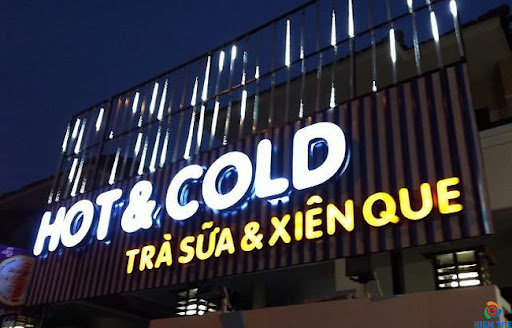 HOT & COLD
TRÀ SỮA & XIÊN QUE